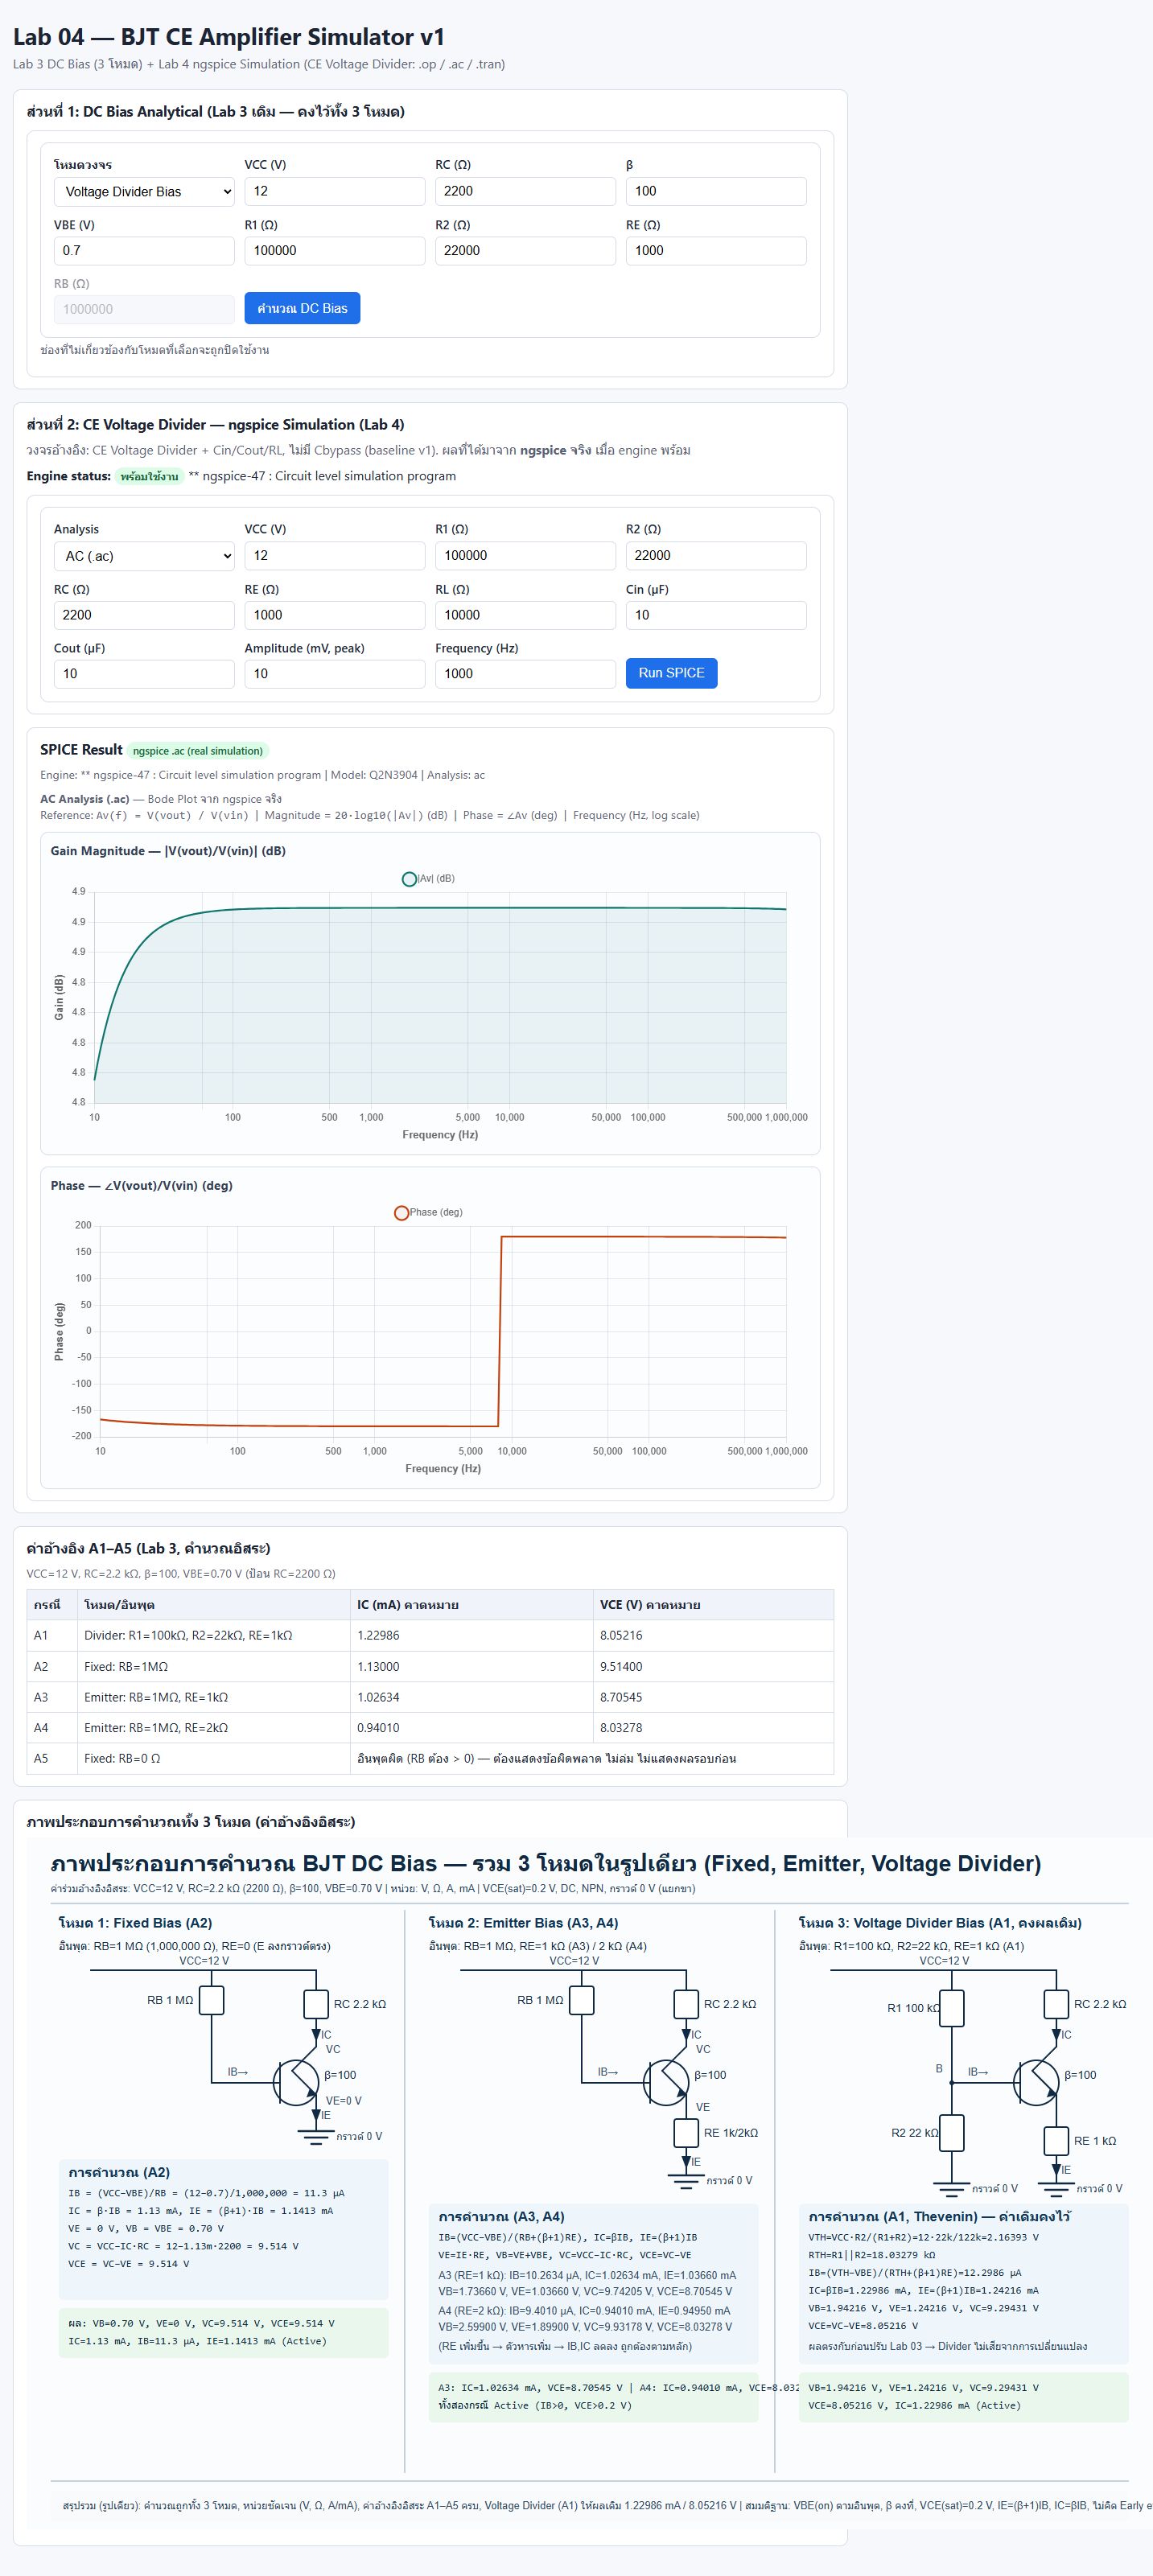 Lab 04 — BJT CE Amplifier Simulator v1
Lab 3 DC Bias (3 โหมด) + Lab 4 ngspice Simulation (CE Voltage Divider: .op / .ac / .tran)
ส่วนที่ 1: DC Bias Analytical (Lab 3 เดิม — คงไว้ทั้ง 3 โหมด)
โหมดวงจร VCC (V) RC (Ω) β
Voltage Divider Bias 12 2200 100
VBE (V) R1 (Ω) R2 (Ω) RE (Ω)
0.7 100000 22000 1000
RB (Ω)
1000000 คำนวณ DC Bias
ช่องที่ไม่เกี่ยวข้องกับโหมดที่เลือกจะถูกปิดใช้งาน
ส่วนที่ 2: CE Voltage Divider — ngspice Simulation (Lab 4)
วงจรอ้างอิง: CE Voltage Divider + Cin/Cout/RL, ไม่มี Cbypass (baseline v1). ผลที่ได้มาจาก ngspice จริง เมื่อ engine พร้อม
Engine status: พร้อมใช้งาน ** ngspice-47 : Circuit level simulation program
Analysis VCC (V) R1 (Ω) R2 (Ω)
AC (.ac) 12 100000 22000
RC (Ω) RE (Ω) RL (Ω) Cin (µF)
2200 1000 10000 10
Cout (µF) Amplitude (mV, peak) Frequency (Hz)
10 10 1000 Run SPICE
SPICE Result ngspice .ac (real simulation)
Engine: ** ngspice-47 : Circuit level simulation program | Model: Q2N3904 | Analysis: ac
AC Analysis (.ac) — Bode Plot จาก ngspice จริง
Reference: Av(f) = V(vout) / V(vin) | Magnitude = 20·log10(|Av|) (dB) | Phase = ∠Av (deg) | Frequency (Hz, log scale)
Gain Magnitude — |V(vout)/V(vin)| (dB)
|Av| (dB)
4.9
4.9
4.9
4.8
4.8
4.8
4.8
4.8
Gain (dB)
10 100 500 1,000 5,000 10,000 50,000 100,000 500,000 1,000,000
Frequency (Hz)
Phase — ∠V(vout)/V(vin) (deg)
Phase (deg)
200
150
100
50
0
-50
-100
-150
-200
Phase (deg)
10 100 500 1,000 5,000 10,000 50,000 100,000 500,000 1,000,000
Frequency (Hz)
ค่าอ้างอิง A1–A5 (Lab 3, คำนวณอิสระ)
VCC=12 V, RC=2.2 kΩ, β=100, VBE=0.70 V (ป้อน RC=2200 Ω)
กรณี โหมด/อินพุต IC (mA) คาดหมาย VCE (V) คาดหมาย
A1 Divider: R1=100kΩ, R2=22kΩ, RE=1kΩ 1.22986 8.05216
A2 Fixed: RB=1MΩ 1.13000 9.51400
A3 Emitter: RB=1MΩ, RE=1kΩ 1.02634 8.70545
A4 Emitter: RB=1MΩ, RE=2kΩ 0.94010 8.03278
A5 Fixed: RB=0 Ω อินพุตผิด (RB ต้อง > 0) — ต้องแสดงข้อผิดพลาด ไม่ล่ม ไม่แสดงผลรอบก่อน
ภาพประกอบการคำนวณทั้ง 3 โหมด (ค่าอ้างอิงอิสระ)
ภาพประกอบการคำนวณ BJT DC Bias — รวม 3 โหมดในรูปเดียว (Fixed, Emitter, Voltage Divider)
ค่าร่วมอ้างอิงอิสระ: VCC=12 V, RC=2.2 kΩ (2200 Ω), β=100, VBE=0.70 V | หน่วย: V, Ω, A, mA | VCE(sat)=0.2 V, DC, NPN, กราวด์ 0 V (แยกขา)
โหมด 1: Fixed Bias (A2)
อินพุต: RB=1 MΩ (1,000,000 Ω), RE=0 (E ลงกราวด์ตรง)
VCC=12 V
RB 1 MΩ
RC 2.2 kΩ
IC
VC
IB→
β=100
VE=0 V
IE
กราวด์ 0 V
การคำนวณ (A2)
IB = (VCC−VBE)/RB = (12−0.7)/1,000,000 = 11.3 µA
IC = β·IB = 1.13 mA, IE = (β+1)·IB = 1.1413 mA
VE = 0 V, VB = VBE = 0.70 V
VC = VCC−IC·RC = 12−1.13m·2200 = 9.514 V
VCE = VC−VE = 9.514 V
ผล: VB=0.70 V, VE=0 V, VC=9.514 V, VCE=9.514 V
IC=1.13 mA, IB=11.3 µA, IE=1.1413 mA (Active)
โหมด 2: Emitter Bias (A3, A4)
อินพุต: RB=1 MΩ, RE=1 kΩ (A3) / 2 kΩ (A4)
VCC=12 V
RB 1 MΩ
RC 2.2 kΩ
IC
VC
IB→
β=100
VE
RE 1k/2kΩ
IE
กราวด์ 0 V
การคำนวณ (A3, A4)
IB=(VCC−VBE)/(RB+(β+1)RE), IC=βIB, IE=(β+1)IB
VE=IE·RE, VB=VE+VBE, VC=VCC−IC·RC, VCE=VC−VE
A3 (RE=1 kΩ): IB=10.2634 µA, IC=1.02634 mA, IE=1.03660 mA
VB=1.73660 V, VE=1.03660 V, VC=9.74205 V, VCE=8.70545 V
A4 (RE=2 kΩ): IB=9.4010 µA, IC=0.94010 mA, IE=0.94950 mA
VB=2.59900 V, VE=1.89900 V, VC=9.93178 V, VCE=8.03278 V
(RE เพิ่มขึ้น → ตัวหารเพิ่ม → IB,IC ลดลง ถูกต้องตามหลัก)
A3: IC=1.02634 mA, VCE=8.70545 V | A4: IC=0.94010 mA, VCE=8.032
ทั้งสองกรณี Active (IB>0, VCE>0.2 V)
โหมด 3: Voltage Divider Bias (A1, คงผลเดิม)
อินพุต: R1=100 kΩ, R2=22 kΩ, RE=1 kΩ (A1)
VCC=12 V
R1 100 kΩ
RC 2.2 kΩ
IC
B
IB→
β=100
R2 22 kΩ
RE 1 kΩ
IE
กราวด์ 0 V
กราวด์ 0 V
การคำนวณ (A1, Thevenin) — ค่าเดิมคงไว้
VTH=VCC·R2/(R1+R2)=12·22k/122k=2.16393 V
RTH=R1||R2=18.03279 kΩ
IB=(VTH−VBE)/(RTH+(β+1)RE)=12.2986 µA
IC=βIB=1.22986 mA, IE=(β+1)IB=1.24216 mA
VB=1.94216 V, VE=1.24216 V, VC=9.29431 V
VCE=VC−VE=8.05216 V
ผลตรงกับก่อนปรับ Lab 03 → Divider ไม่เสียจากการเปลี่ยนแปลง
VB=1.94216 V, VE=1.24216 V, VC=9.29431 V
VCE=8.05216 V, IC=1.22986 mA (Active)
สรุปรวม (รูปเดียว): คำนวณถูกทั้ง 3 โหมด, หน่วยชัดเจน (V, Ω, A/mA), ค่าอ้างอิงอิสระ A1–A5 ครบ, Voltage Divider (A1) ให้ผลเดิม 1.22986 mA / 8.05216 V | สมมติฐาน: VBE(on) ตามอินพุต, β คงที่, VCE(sat)=0.2 V, IE=(β+1)IB, IC=βIB, ไม่คิด Early e